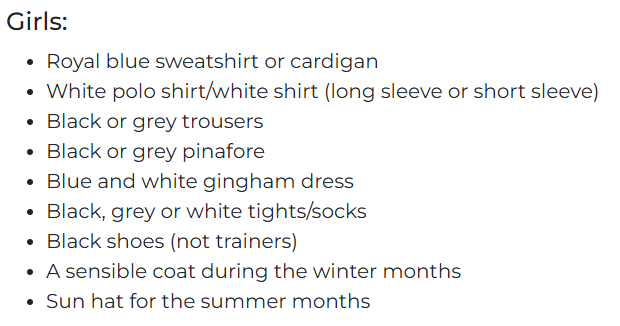 Girls:
• Royal blue sweatshirt or cardigan
• White polo shirt/white shirt (long sleeve or short sleeve)
• Black or grey trousers
• Black or grey pinafore
• Blue and white gingham dress
• Black, grey or white tights/socks
• Black shoes (not trainers)
• A sensible coat during the winter months
• Sun hat for the summer months